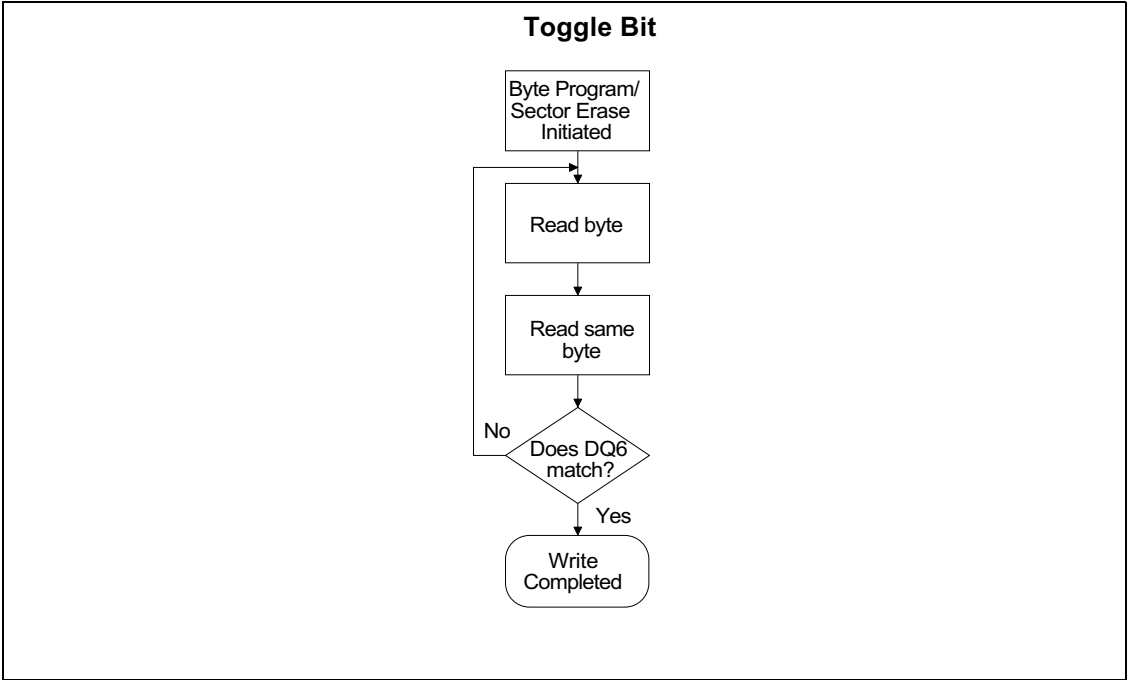 Toggle Bit
Byte Program/
Sector Erase
Initiated
Read byte
Read same
byte
No
Does DQ6
match?
Yes
Write
Completed